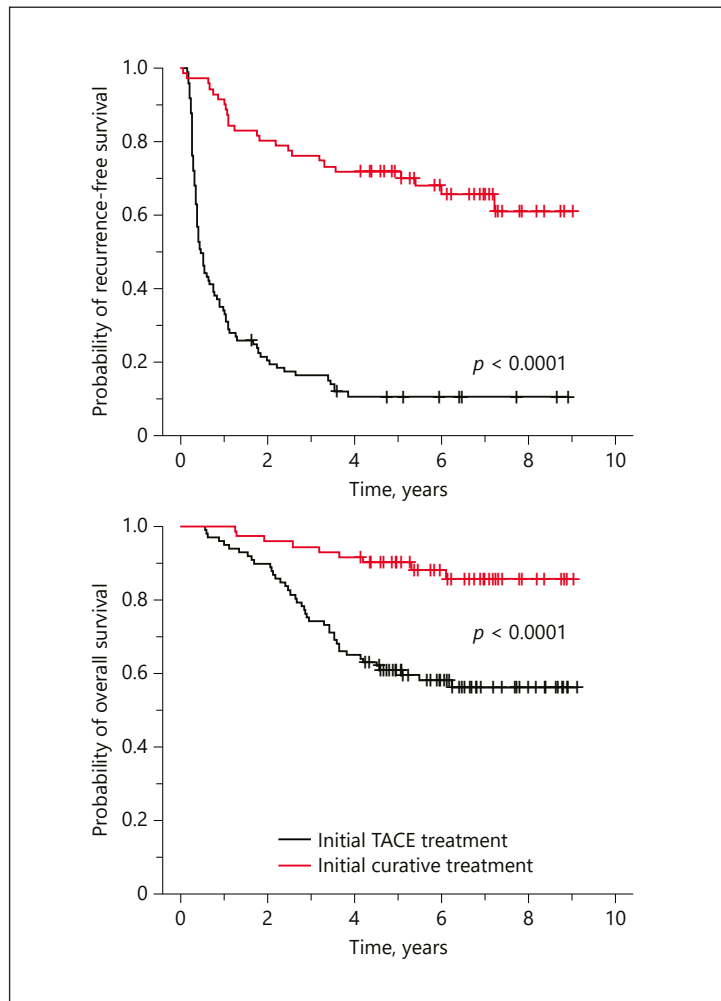 Probability of recurrence-free survival
1.0
0.8
0.6
0.4
0.2
0
p < 0.0001
0 2 4 6 8 10
Time, years
Probability of overall survival
1.0
0.8
0.6
0.4
0.2
0
p < 0.0001
Initial TACE treatment
Initial curative treatment
0 2 4 6 8 10
Time, years